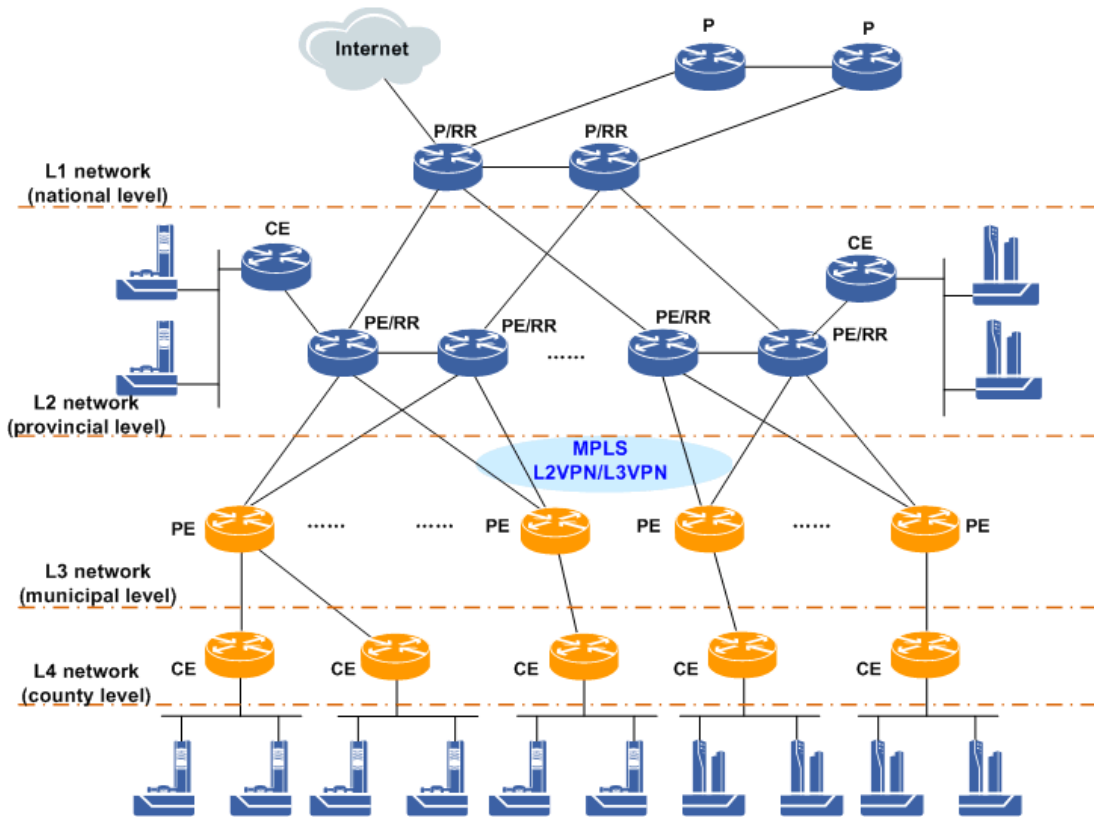 P
P
Internet
P/RR
P/RR
L1 network
(national level)
CE
CE
PE/RR
PE/RR
PE/RR
PE/RR
......
L2 network
(provincial level)
MPLS
L2VPN/L3VPN
PE
......
......
PE
PE
......
PE
L3 network
(municipal level)
L4 network
(county level)
CE
CE
CE
CE
CE